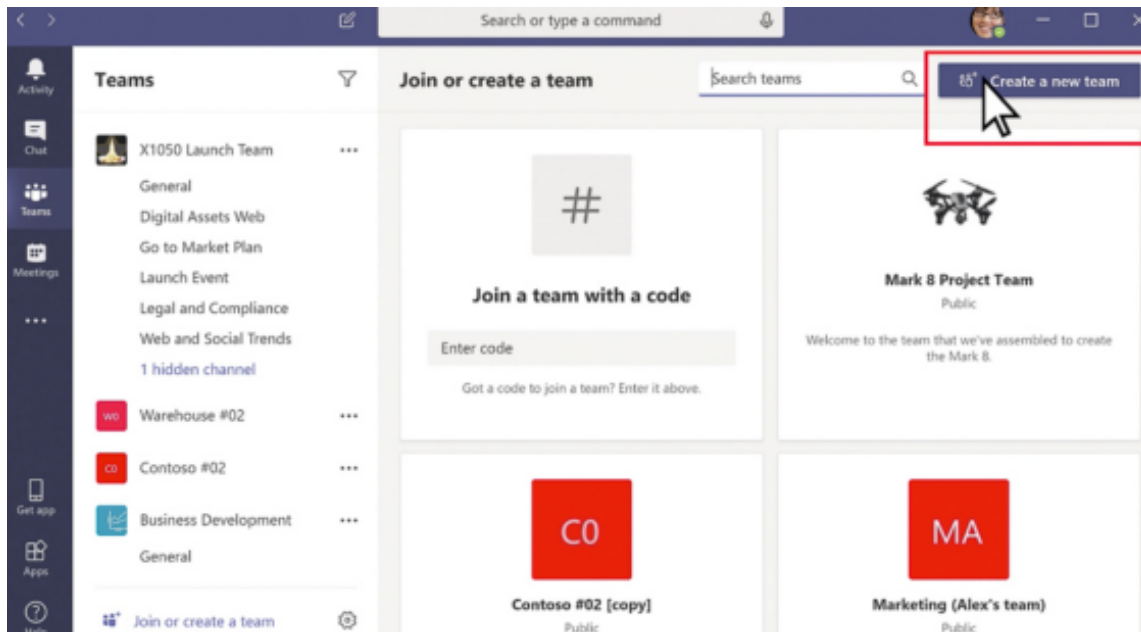 Search or type a command
Activity
Chat
Teams
Meetings
Get app
Apps
Help
Teams
X1050 Launch Team
General
Digital Assets Web
Go to Market Plan
Launch Event
Legal and Compliance
Web and Social Trends
1 hidden channel
WO
Warehouse #02
C0
Contoso #02
Business Development
General
Join or create a team
Join or create a team
Search teams
Create a new team
#
Join a team with a code
Enter code
Got a code to join a team? Enter it above.
Mark 8 Project Team
Public
Welcome to the team that we've assembled to create
the Mark 8.
C0
Contoso #02 [copy]
Public
MA
Marketing (Alex's team)
Public